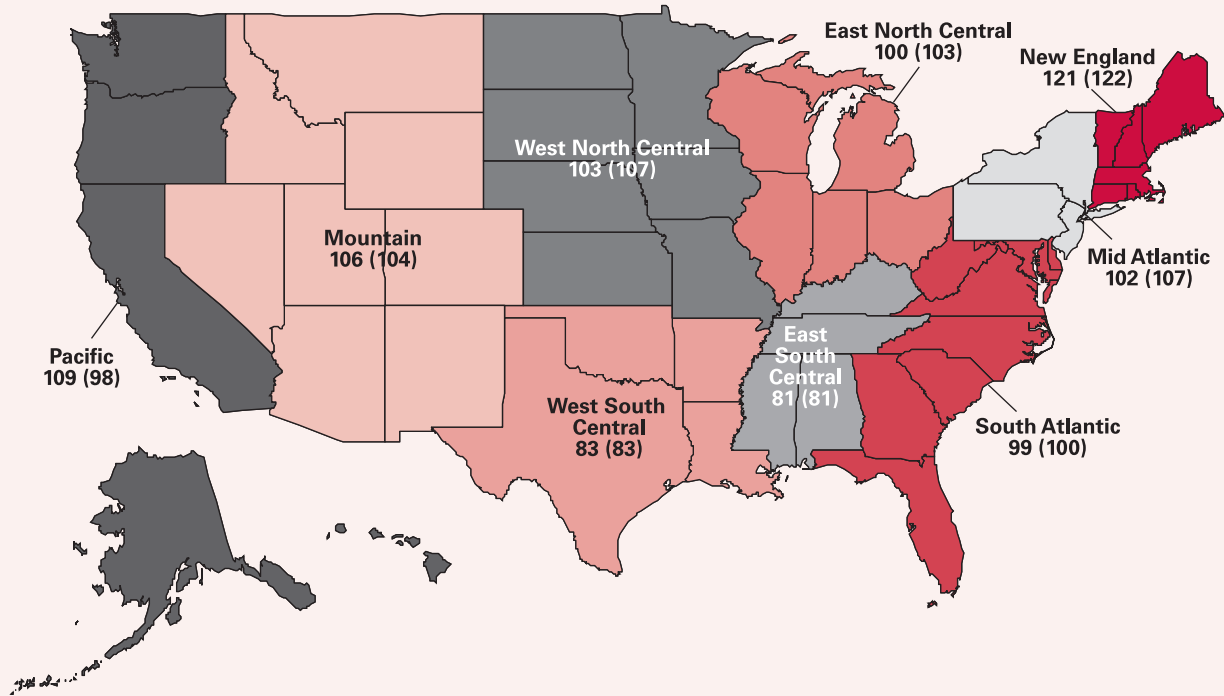 East North Central
100 (103)
New England
121 (122)
West North Central
103 (107)
Mountain
106 (104)
Mid Atlantic
102 (107)
Pacific
109 (98)
East
South
Central
81 (81)
West South
Central
83 (83)
South Atlantic
99 (100)